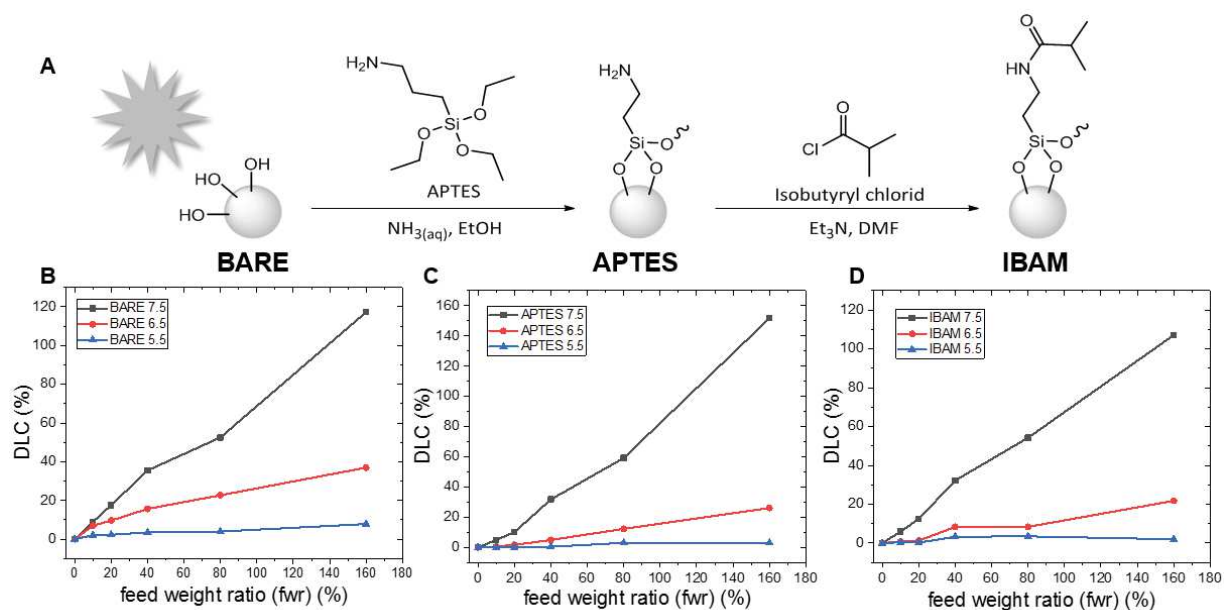 A
H₂N
O
Si
O
O
APTES
NH₃(aq), EtOH
OH
HO
HO
BARE
H₂N
Si
O
O
O
APTES
O
Cl
Isobutyryl chlorid
Et₃N, DMF
O
HN
Si
O
O
O
IBAM
B
BARE 7.5
BARE 6.5
BARE 5.5
DLC (%)
120
100
80
60
40
20
0
0 20 40 60 80 100 120 140 160 180
feed weight ratio (fwr) (%)
C
APTES 7.5
APTES 6.5
APTES 5.5
DLC (%)
160
140
120
100
80
60
40
20
0
0 20 40 60 80 100 120 140 160 180
feed weight ratio (fwr) (%)
D
IBAM 7.5
IBAM 6.5
IBAM 5.5
DLC (%)
120
100
80
60
40
20
0
0 20 40 60 80 100 120 140 160 180
feed weight ratio (fwr) (%)